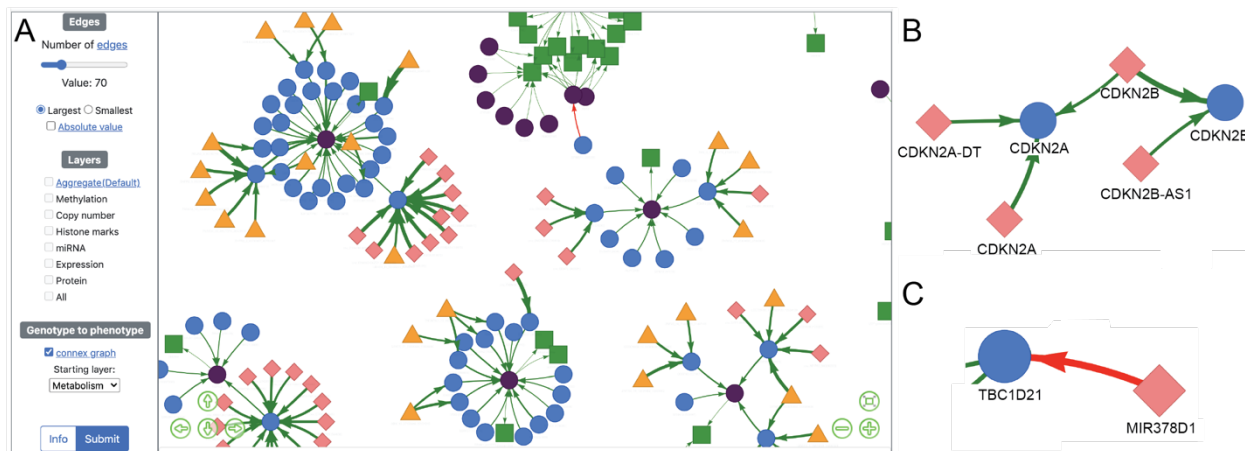 A
Edges
Number of edges
Value: 70
Largest Smallest
Absolute value
Layers
Aggregate(Default)
Methylation
Copy number
Histone marks
miRNA
Expression
Protein
All
Genotype to phenotype
connex graph
Starting layer:
Metabolism
Info Submit
B
CDKN2B
CDKN2A-DT
CDKN2A
CDKN2B-AS1
CDKN2A
C
TBC1D21
MIR378D1